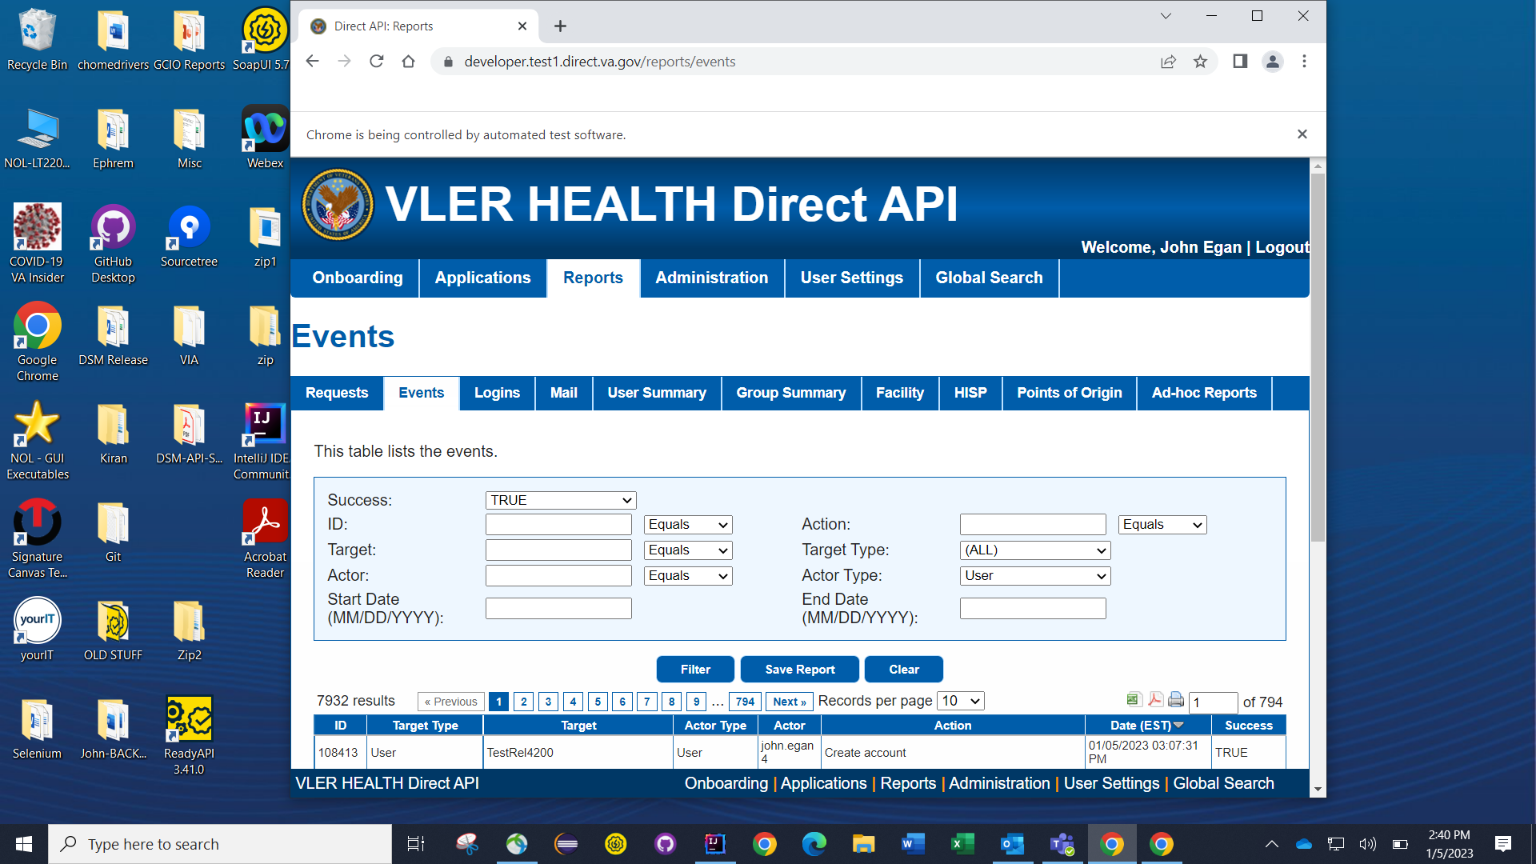 Recycle Bin
chomedrivers
GCIO Reports
SoapUI 5.7
NOL-LT220...
Ephrem
Misc
Webex
COVID-19
VA Insider
GitHub
Desktop
Sourcetree
zip1
Google
Chrome
DSM Release
VIA
zip
NOL - GUI
Executables
Kiran
DSM-API-S...
IntelliJ IDE
Communit
Signature
Canvas Te...
Git
Acrobat
Reader
yourIT
yourIT
OLD STUFF
Zip2
Selenium
John-BACK...
ReadyAPI
3.41.0
Direct API: Reports
developer.test1.direct.va.gov/reports/events
Chrome is being controlled by automated test software.
VLER HEALTH Direct API
Welcome, John Egan | Logout
Onboarding
Applications
Reports
Administration
User Settings
Global Search
Events
Requests
Events
Logins
Mail
User Summary
Group Summary
Facility
HISP
Points of Origin
Ad-hoc Reports
This table lists the events.
Success: TRUE
ID: Equals
Action: Equals
Target: Equals
Target Type: (ALL)
Actor: Equals
Actor Type: User
Start Date
(MM/DD/YYYY):
End Date
(MM/DD/YYYY):
Filter
Save Report
Clear
7932 results
« Previous 1 2 3 4 5 6 7 8 9 ... 794 Next »
Records per page 10
1 of 794
ID Target Type Target Actor Type Actor Action Date (EST) Success
108413 User TestRel4200 User john.egan4 Create account 01/05/2023 03:07:31 PM TRUE
VLER HEALTH Direct API
Onboarding | Applications | Reports | Administration | User Settings | Global Search
Type here to search
2:40 PM
1/5/2023